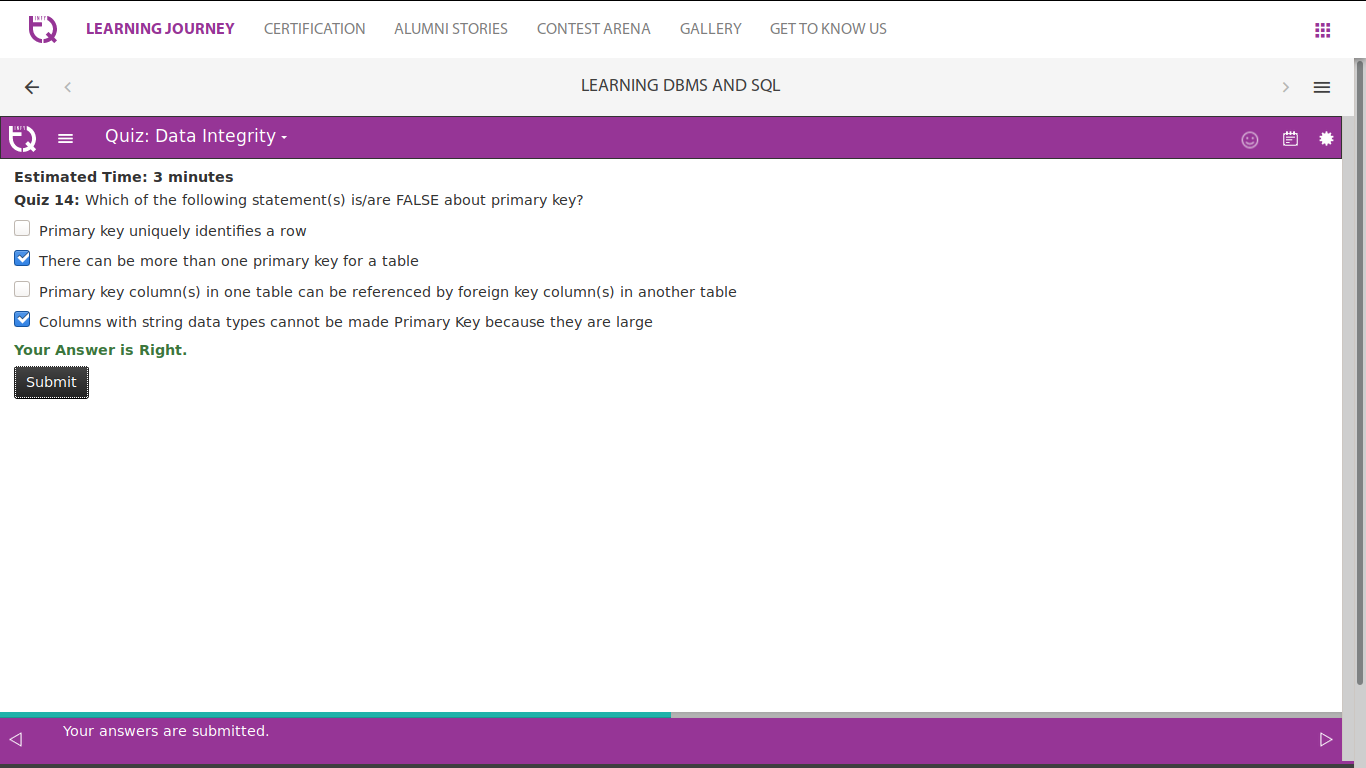 INFY
TQ
LEARNING JOURNEY CERTIFICATION ALUMNI STORIES CONTEST ARENA GALLERY GET TO KNOW US
LEARNING DBMS AND SQL
INFY
TQ
Quiz: Data Integrity
Estimated Time: 3 minutes
Quiz 14: Which of the following statement(s) is/are FALSE about primary key?
Primary key uniquely identifies a row
There can be more than one primary key for a table
Primary key column(s) in one table can be referenced by foreign key column(s) in another table
Columns with string data types cannot be made Primary Key because they are large
Your Answer is Right.
Submit
Your answers are submitted.